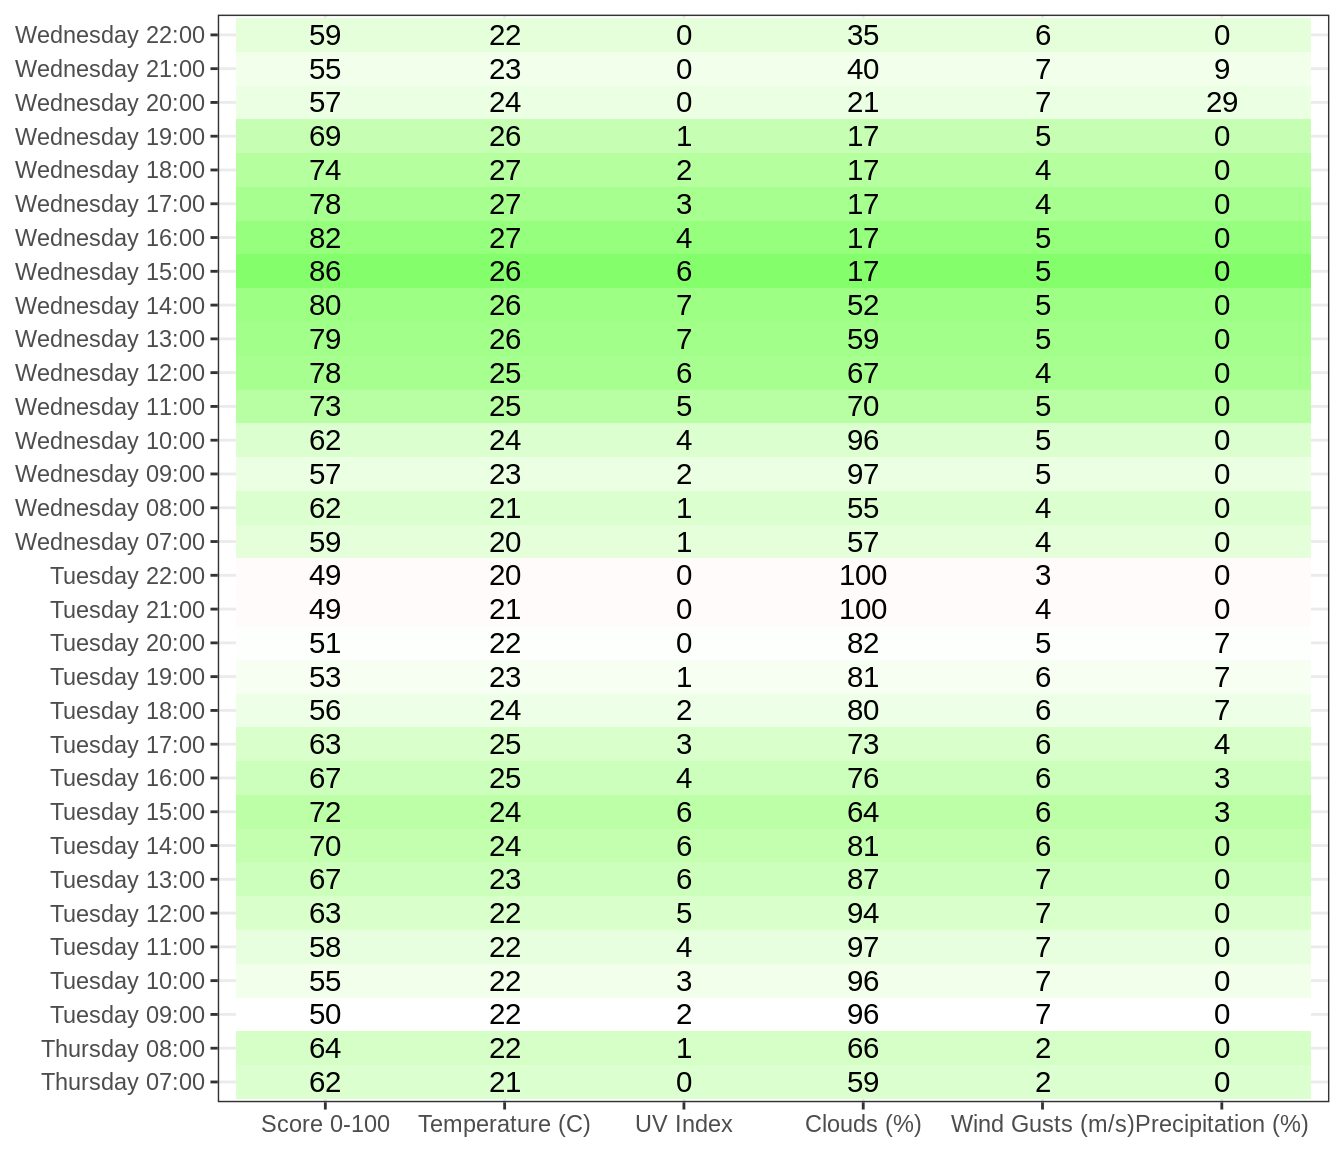 Wednesday 22:00 59 22 0 35 6 0
Wednesday 21:00 55 23 0 40 7 9
Wednesday 20:00 57 24 0 21 7 29
Wednesday 19:00 69 26 1 17 5 0
Wednesday 18:00 74 27 2 17 4 0
Wednesday 17:00 78 27 3 17 4 0
Wednesday 16:00 82 27 4 17 5 0
Wednesday 15:00 86 26 6 17 5 0
Wednesday 14:00 80 26 7 52 5 0
Wednesday 13:00 79 26 7 59 5 0
Wednesday 12:00 78 25 6 67 4 0
Wednesday 11:00 73 25 5 70 5 0
Wednesday 10:00 62 24 4 96 5 0
Wednesday 09:00 57 23 2 97 5 0
Wednesday 08:00 62 21 1 55 4 0
Wednesday 07:00 59 20 1 57 4 0
Tuesday 22:00 49 20 0 100 3 0
Tuesday 21:00 49 21 0 100 4 0
Tuesday 20:00 51 22 0 82 5 7
Tuesday 19:00 53 23 1 81 6 7
Tuesday 18:00 56 24 2 80 6 7
Tuesday 17:00 63 25 3 73 6 4
Tuesday 16:00 67 25 4 76 6 3
Tuesday 15:00 72 24 6 64 6 3
Tuesday 14:00 70 24 6 81 6 0
Tuesday 13:00 67 23 6 87 7 0
Tuesday 12:00 63 22 5 94 7 0
Tuesday 11:00 58 22 4 97 7 0
Tuesday 10:00 55 22 3 96 7 0
Tuesday 09:00 50 22 2 96 7 0
Thursday 08:00 64 22 1 66 2 0
Thursday 07:00 62 21 0 59 2 0
Score 0-100 Temperature (C) UV Index Clouds (%) Wind Gusts (m/s) Precipitation (%)